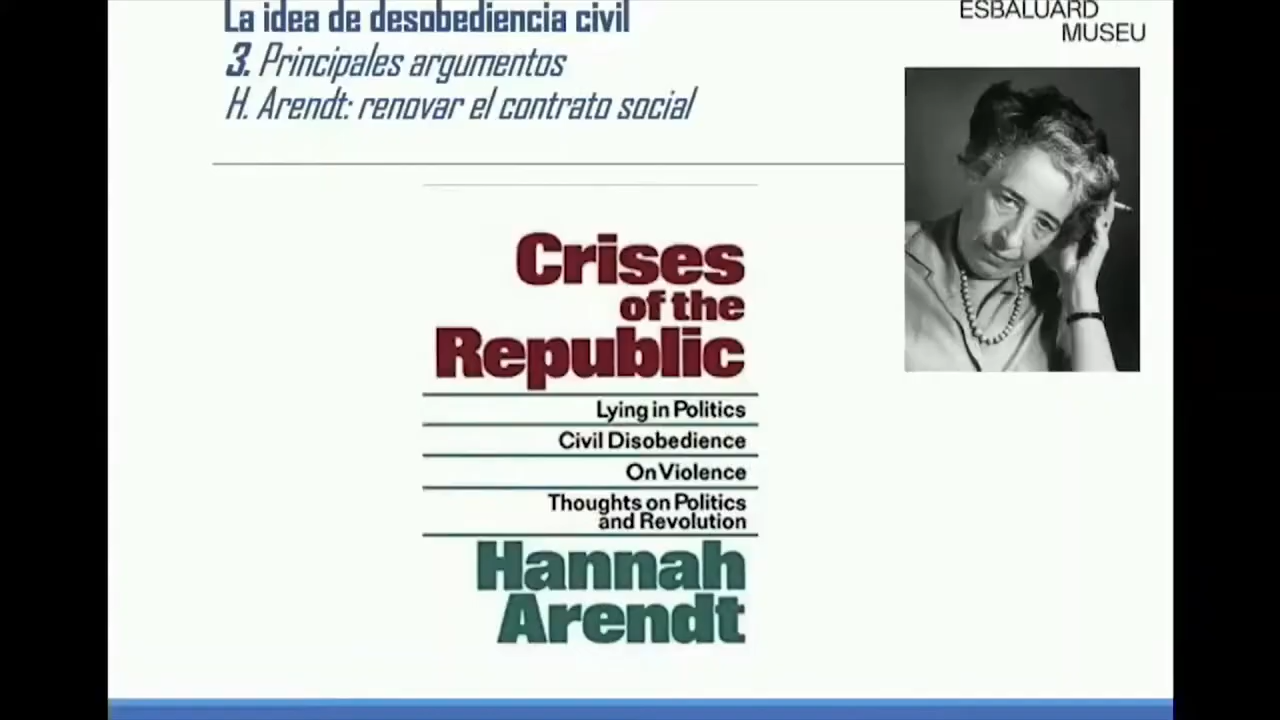 La idea de desobediencia civil
3. Principales argumentos
H. Arendt: renovar el contrato social
ESBALUARD
MUSEU
Crises
of the
Republic
Lying in Politics
Civil Disobedience
On Violence
Thoughts on Politics
and Revolution
Hannah
Arendt